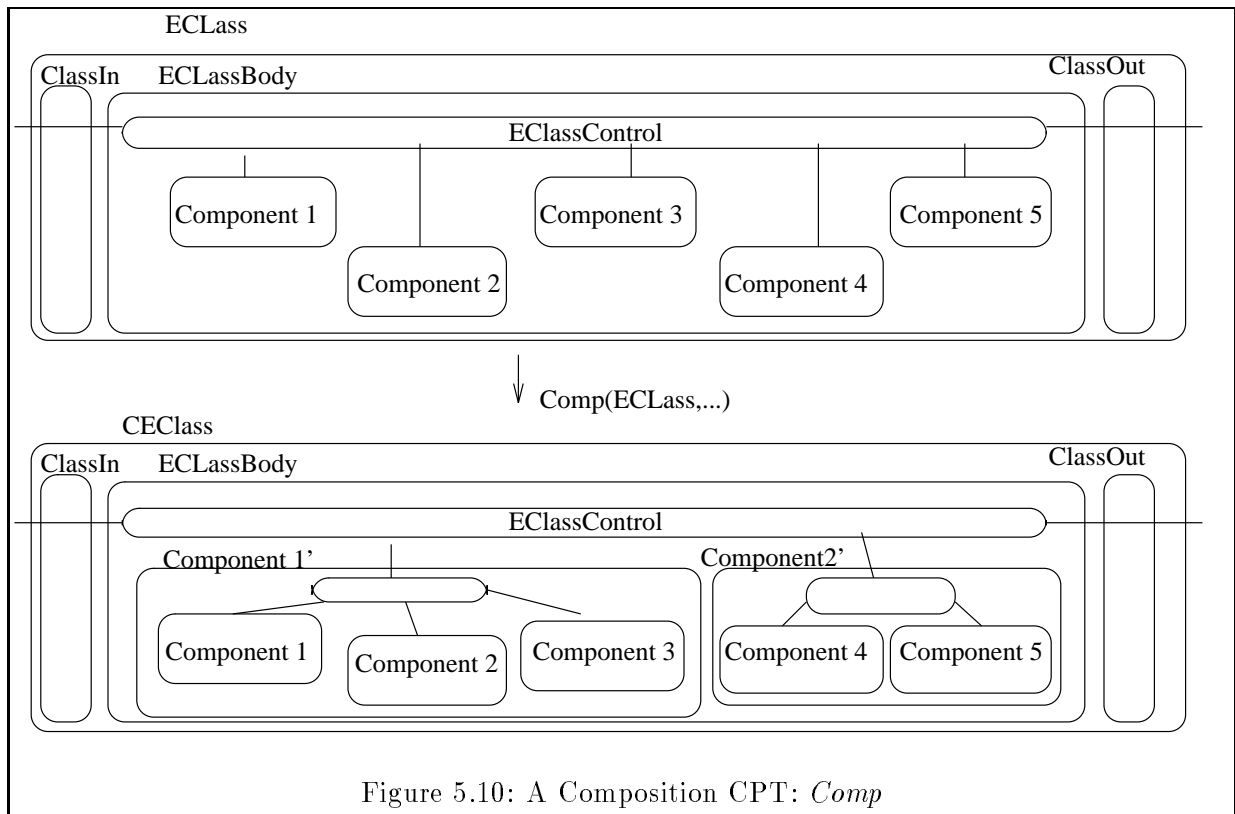 ECLass
ClassIn ECLassBody ClassOut
EClassControl
Component 1 Component 3 Component 5
Component 2 Component 4
Comp(ECLass,...)
CEClass
ClassIn ECLassBody ClassOut
EClassControl
Component 1’ Component2’
Component 1 Component 2 Component 3 Component 4 Component 5
Figure 5.10: A Composition CPT: Comp